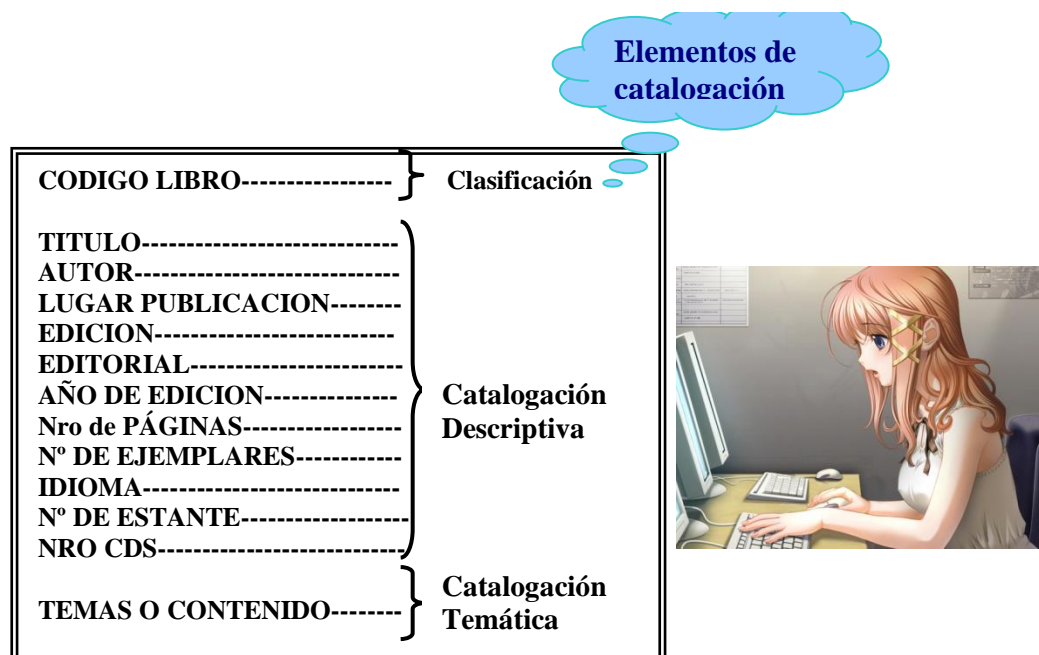 Elementos de
catalogación
CODIGO LIBRO----------------- Clasificación
TITULO-----------------------------
AUTOR------------------------------
LUGAR PUBLICACION--------
EDICION---------------------------
EDITORIAL------------------------
AÑO DE EDICION---------------
Nro de PÁGINAS------------------
Nº DE EJEMPLARES------------
IDIOMA-----------------------------
Nº DE ESTANTE-------------------
NRO CDS----------------------------
Catalogación
Descriptiva
TEMAS O CONTENIDO--------
Catalogación
Temática